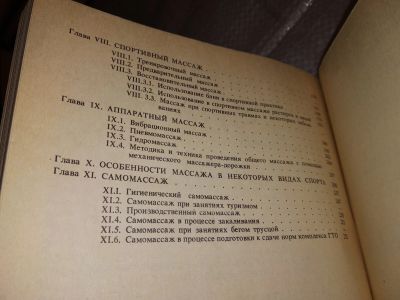 Глава VIII. СПОРТИВНЫЙ МАССАЖ
VIII.1. Тренировочный массаж
VIII.2. Предварительный массаж
VIII.3. Восстановительный массаж
VIII.3.1. Использование бани в спортивной практике
VIII.3.2. Использование в спортивном массаже растирок и мазей
VIII 3.3. Массаж при спортивных травмах и некоторых заболе-
ваниях
Глава IX. АППАРАТНЫЙ МАССАЖ
IX.1. Вибрационный массаж
IX.2. Пневмомассаж
IX.3. Гидромассаж
IX.4. Методика и техника проведения общего массажа с помощью
механического массажера-дорожки
Глава X. ОСОБЕННОСТИ МАССАЖА В НЕКОТОРЫХ ВИДАХ СПОРТА
Глава XI. САМОМАССАЖ
XI.1. Гигиенический самомассаж
XI.2. Самомассаж при занятиях туризмом
XI.3. Производственный самомассаж
XI.4. Самомассаж в процессе закаливания
XI.5. Самомассаж при занятиях бегом трусцой
XI.6. Самомассаж в процессе подготовки к сдаче норм комплекса ГТО